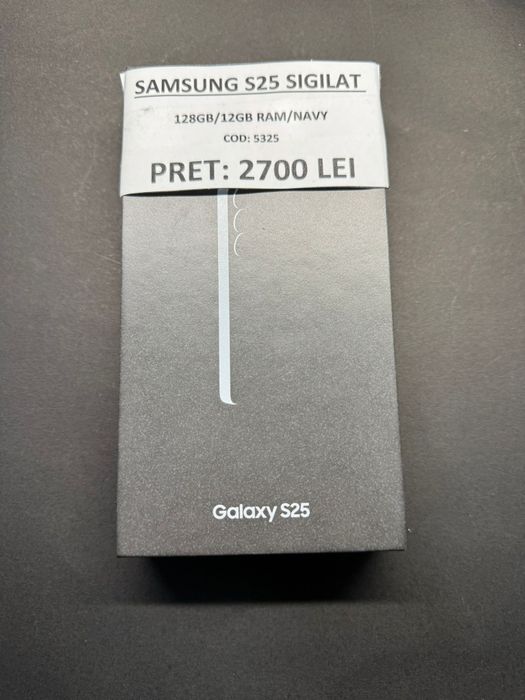 SAMSUNG S25 SIGILAT
128GB/12GB RAM/NAVY
COD: 5325
PRET: 2700 LEI
Galaxy S25